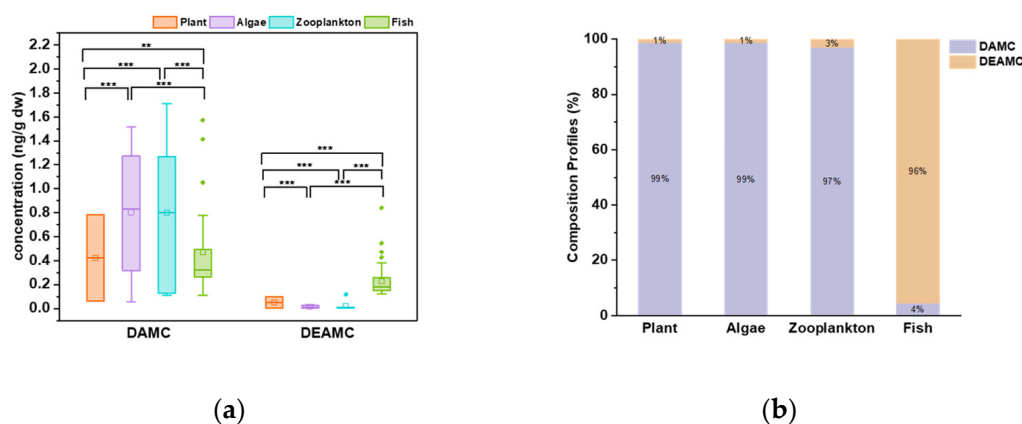 Plant Algae Zooplankton Fish
2.2
2.0
1.8
1.6
1.4
1.2
1.0
0.8
0.6
0.4
0.2
0.0
concentration (ng/g dw)
**
*** ***
*** ***
***
*** ***
*** ***
DAMC DEAMC
(a)
DAMC
DEAMC
100
80
60
40
20
0
Composition Profiles (%)
1% 1% 3%
96%
99% 99% 97%
4%
Plant Algae Zooplankton Fish
(b)